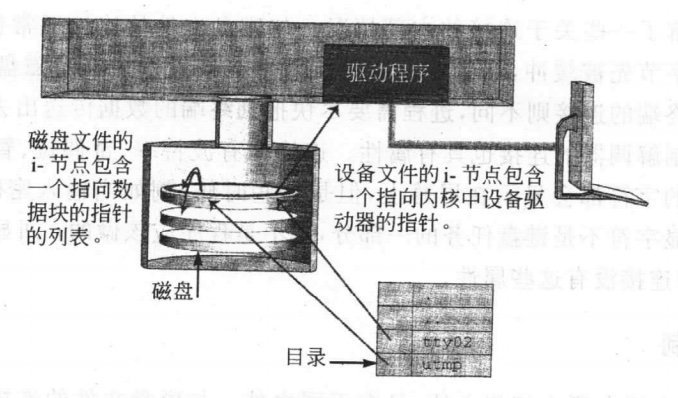 驱动程序
磁盘文件的
i-节点包含
一个指向数
据块的指针
的列表。
设备文件的i-节点包含
一个指向内核中设备驱
动器的指针。
磁盘
目录
tty02
utmp